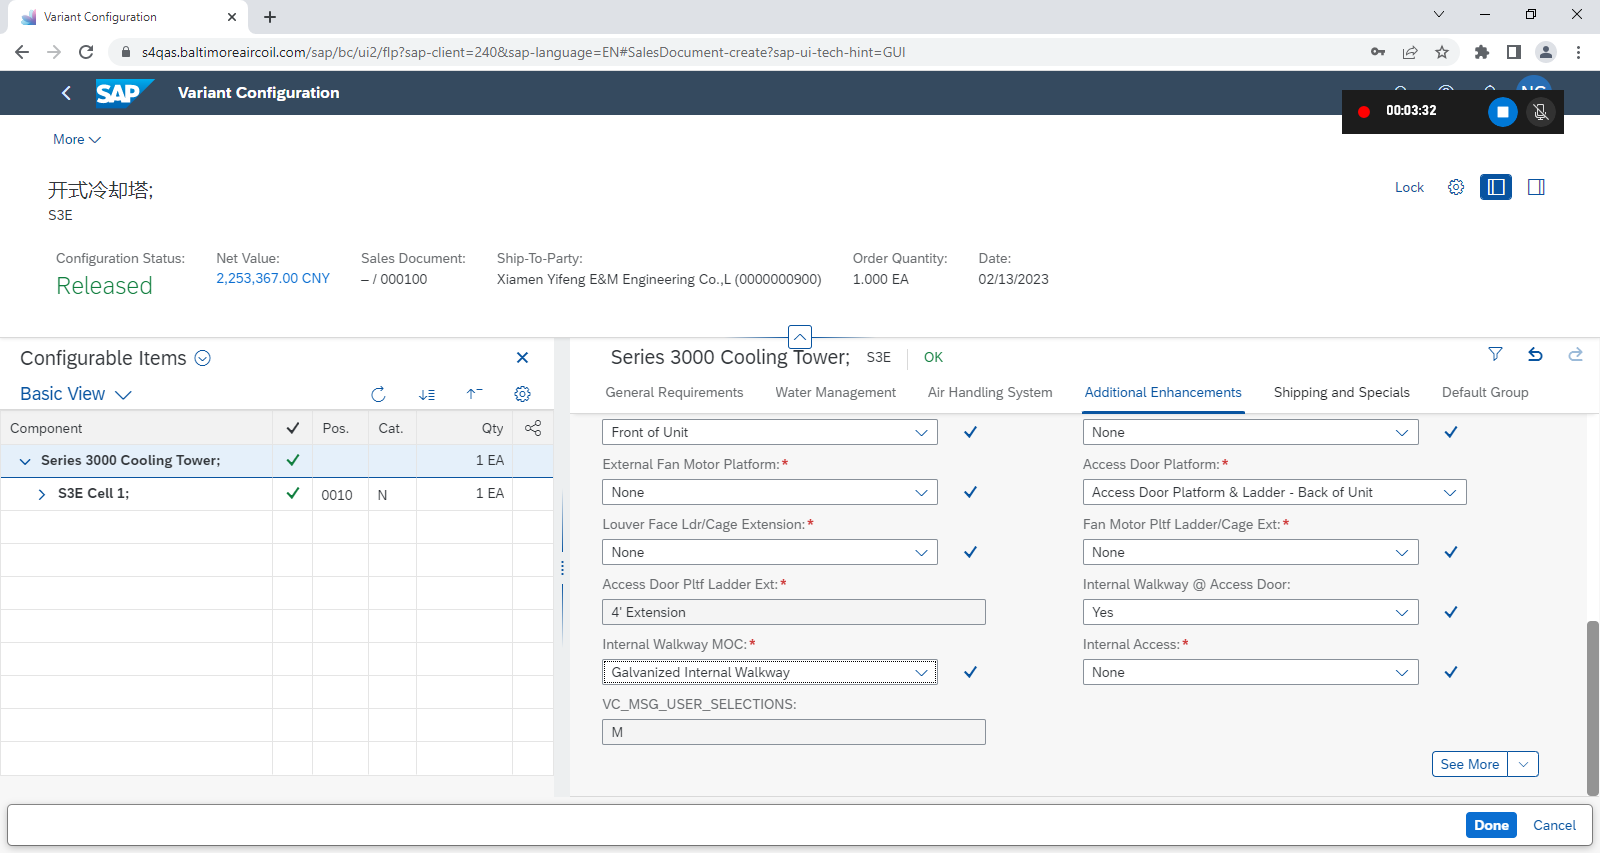 Variant Configuration
s4qas.baltimoreaircoil.com/sap/bc/ui2/flp?sap-client=240&sap-language=EN#SalesDocument-create?sap-ui-tech-hint=GUI
SAP Variant Configuration
00:03:32
More
开式冷却塔;
S3E
Lock
Configuration Status: Net Value: Sales Document: Ship-To-Party: Order Quantity: Date:
Released 2,253,367.00 CNY – / 000100 Xiamen Yifeng E&M Engineering Co.,L (0000000900) 1.000 EA 02/13/2023
Configurable Items
Basic View
Component Pos. Cat. Qty
Series 3000 Cooling Tower; 1 EA
S3E Cell 1; 0010 N 1 EA
Series 3000 Cooling Tower; S3E OK
General Requirements Water Management Air Handling System Additional Enhancements Shipping and Specials Default Group
Front of Unit None
External Fan Motor Platform:* Access Door Platform:*
None Access Door Platform & Ladder - Back of Unit
Louver Face Ldr/Cage Extension:* Fan Motor Pltf Ladder/Cage Ext:*
None None
Access Door Pltf Ladder Ext:* Internal Walkway @ Access Door:
4' Extension Yes
Internal Walkway MOC:* Internal Access:*
Galvanized Internal Walkway None
VC_MSG_USER_SELECTIONS:
M
See More
Done Cancel